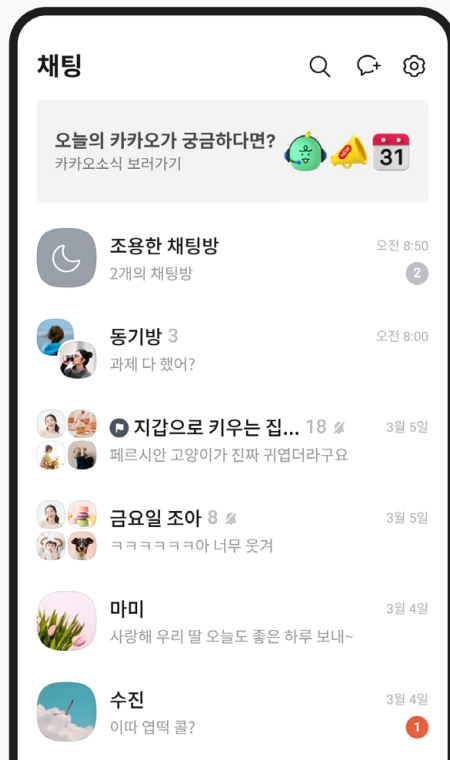 채팅
오늘의 카카오가 궁금하다면?
카카오소식 보러가기
31
조용한 채팅방
오전 8:50
2개의 채팅방
2
동기방 3
오전 8:00
과제 다 했어?
지갑으로 키우는 집... 18
3월 5일
페르시안 고양이가 진짜 귀엽더라구요
금요일 조아 8
3월 5일
ㅋㅋㅋㅋㅋㅋ아 너무 웃겨
마미
3월 4일
사랑해 우리 딸 오늘도 좋은 하루 보내~
수진
3월 4일
이따 엽떡 콜?
1